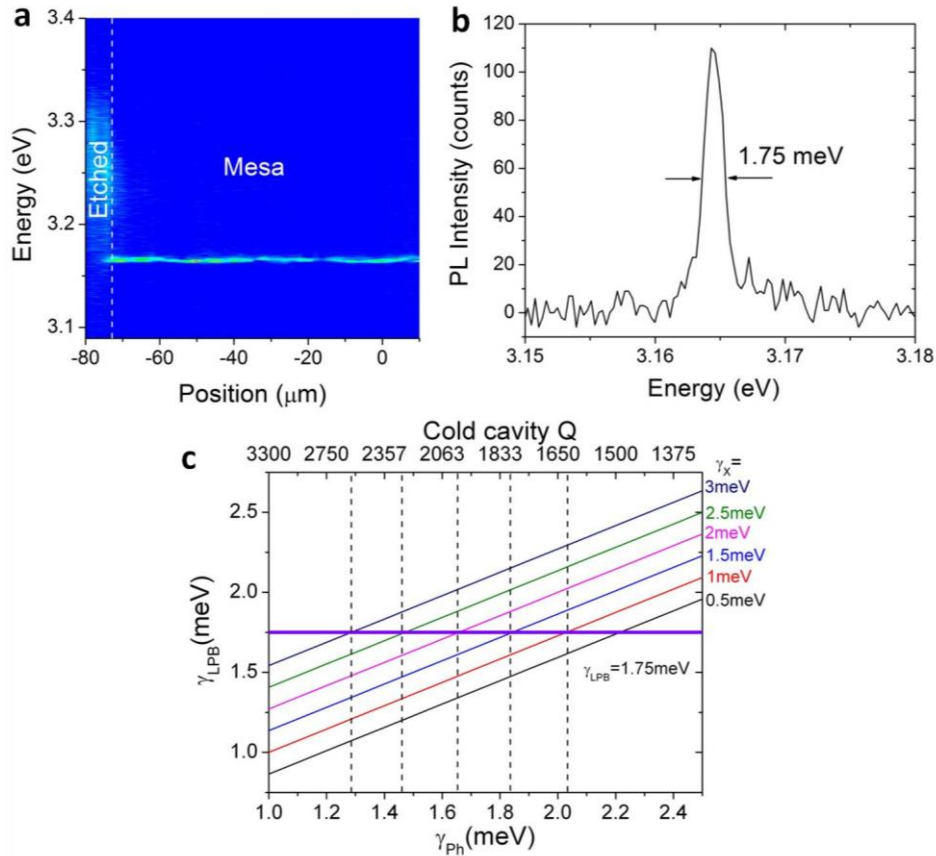 a
3.4
3.3
3.2
3.1
Energy (eV)
Etched
Mesa
-80 -60 -40 -20 0
Position (μm)
b
120
100
80
60
40
20
0
PL Intensity (counts)
1.75 meV
3.15 3.16 3.17 3.18
Energy (eV)
Cold cavity Q
c
3300 2750 2357 2063 1833 1650 1500 1375
γX=
3meV
2.5meV
2meV
1.5meV
1meV
0.5meV
2.5
2.0
1.5
1.0
γLPB(meV)
γLPB=1.75meV
1.0 1.2 1.4 1.6 1.8 2.0 2.2 2.4
γPh(meV)